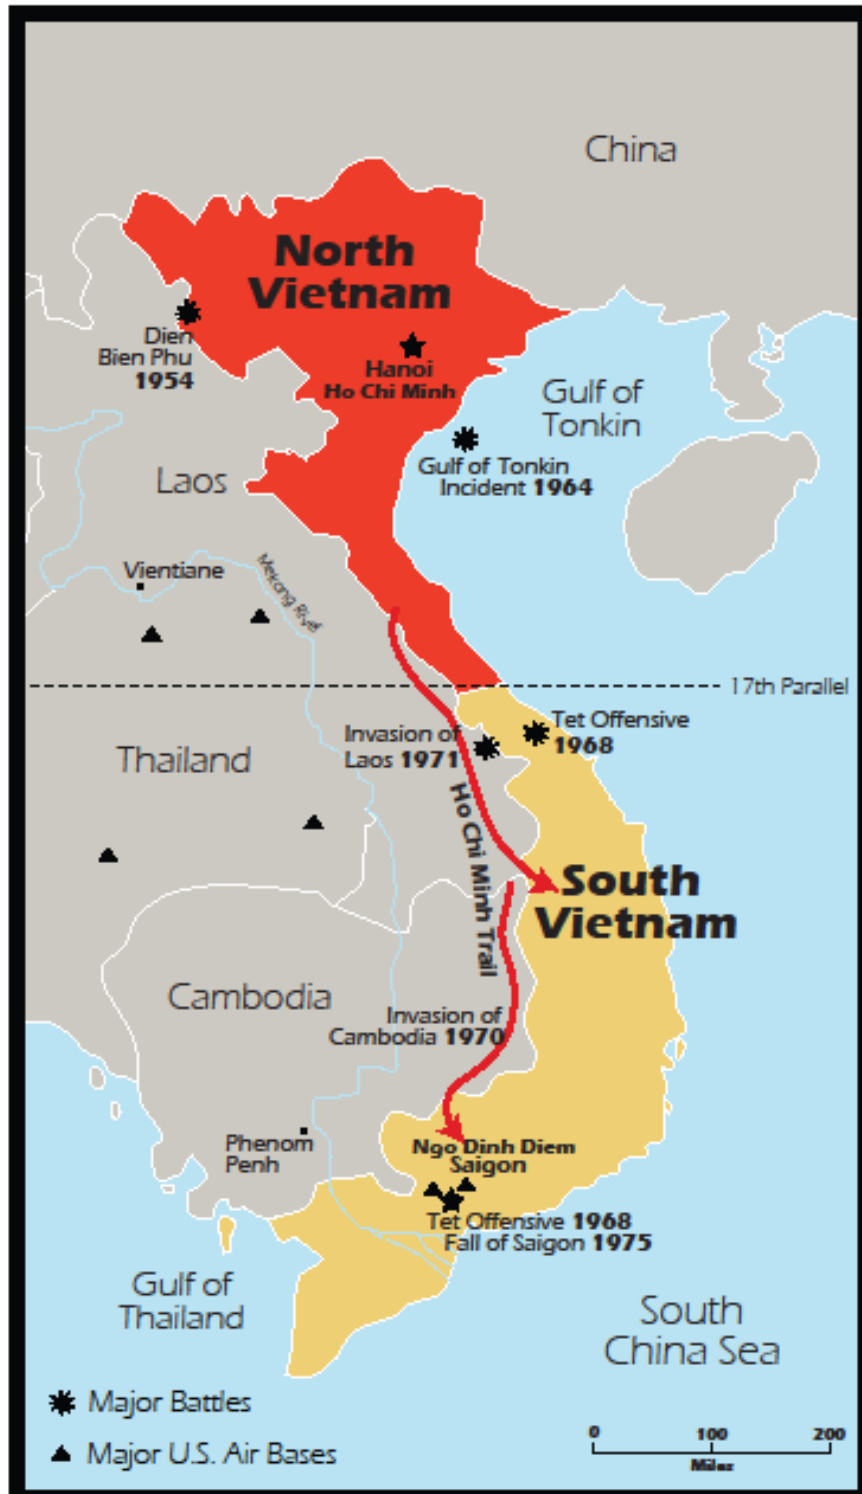 China
North
Vietnam
Dien
Bien Phu
1954
Hanoi
Ho Chi Minh
Gulf of
Tonkin
Gulf of Tonkin
Incident 1964
Laos
Vientiane
Mekong River
17th Parallel
Tet Offensive
1968
Invasion of
Laos 1971
Thailand
Ho Chi Minh Trail
South
Vietnam
Cambodia
Invasion of
Cambodia 1970
Phenom
Penh
Ngo Dinh Diem
Saigon
Tet Offensive 1968
Fall of Saigon 1975
Gulf of
Thailand
South
China Sea
Major Battles
Major U.S. Air Bases
0 100 200
Miles